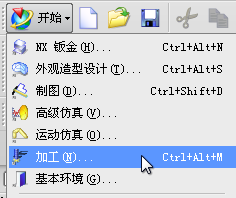 开始
NX 钣金(H)... Ctrl+Alt+N
外观造型设计(T)... Ctrl+Alt+S
制图(D)... Ctrl+Shift+D
高级仿真(V)...
运动仿真(O)...
加工(N)... Ctrl+Alt+M
基本环境(G)...